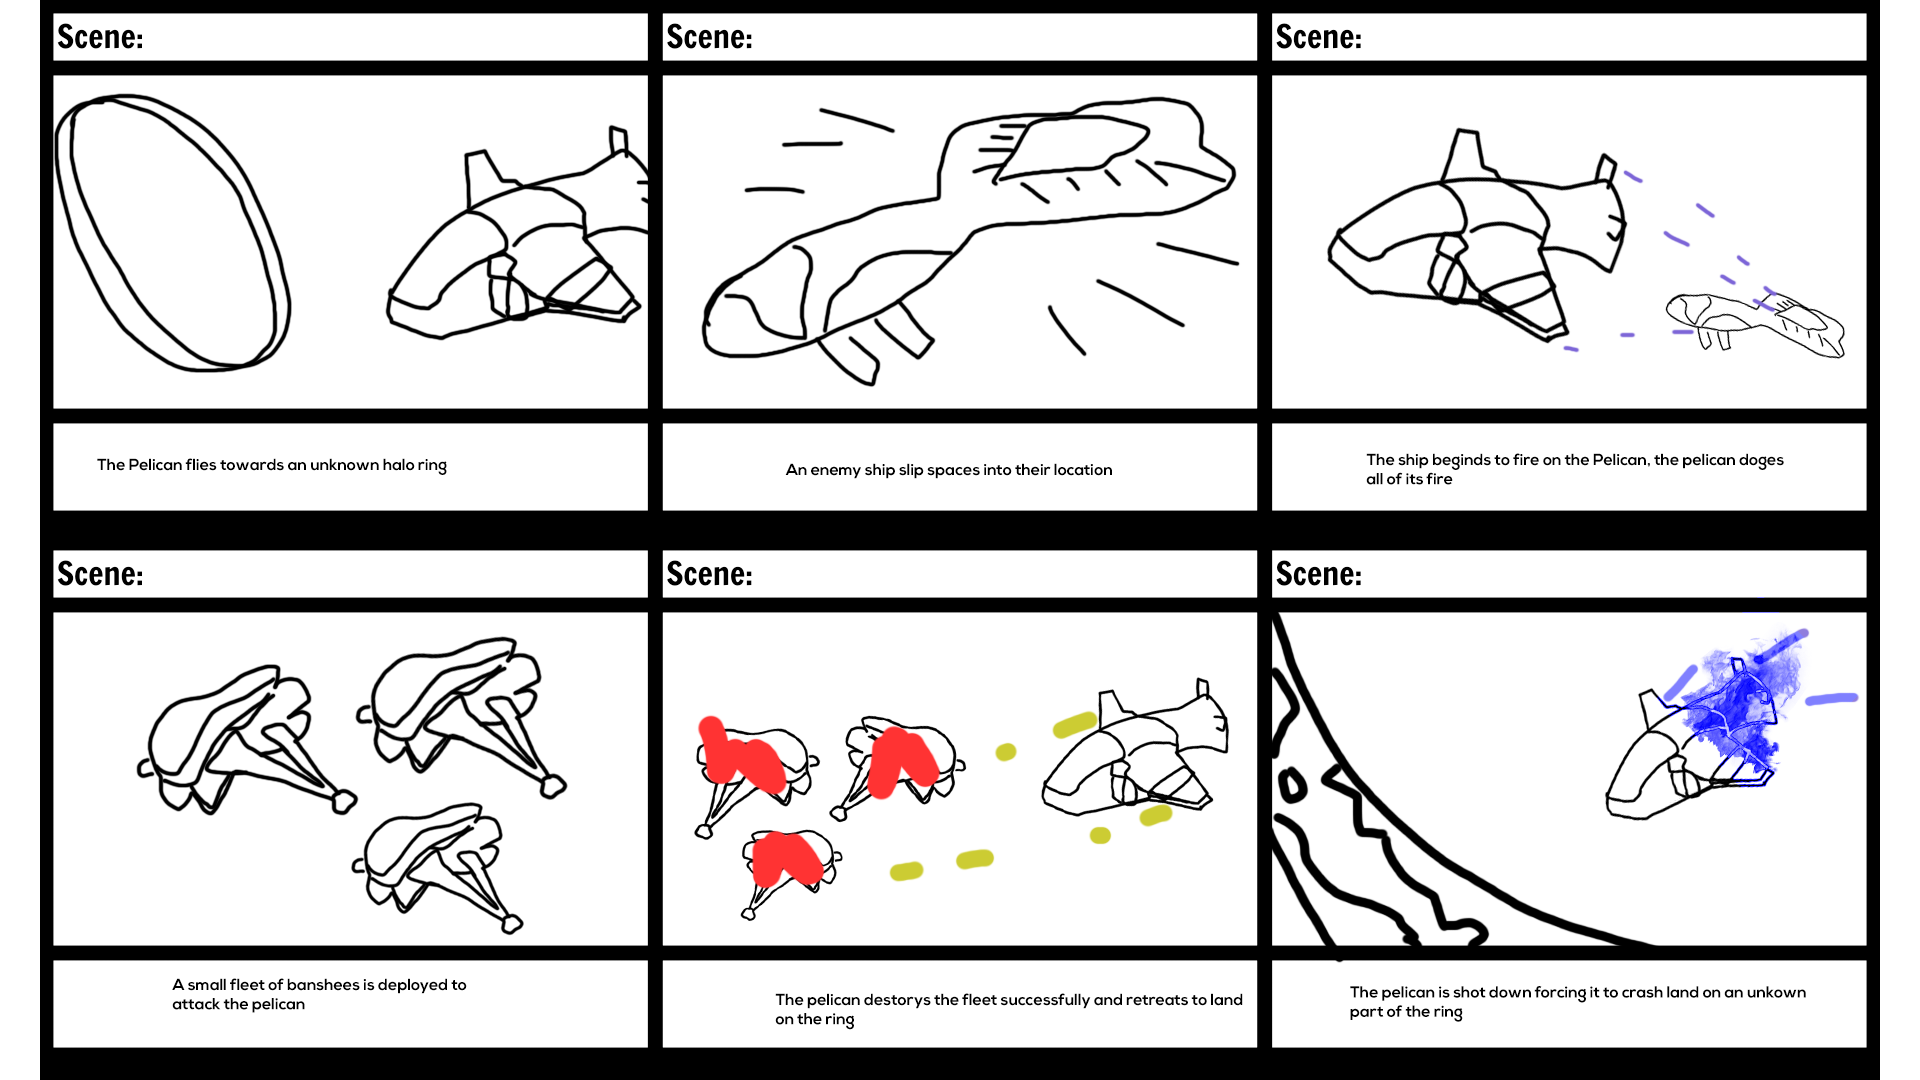 Scene:
Scene:
Scene:
The Pelican flies towards an unknown halo ring
An enemy ship slip spaces into their location
The ship beginds to fire on the Pelican, the pelican doges
all of its fire
Scene:
Scene:
Scene:
A small fleet of banshees is deployed to
attack the pelican
The pelican destorys the fleet successfully and retreats to land
on the ring
The pelican is shot down forcing it to crash land on an unkown
part of the ring